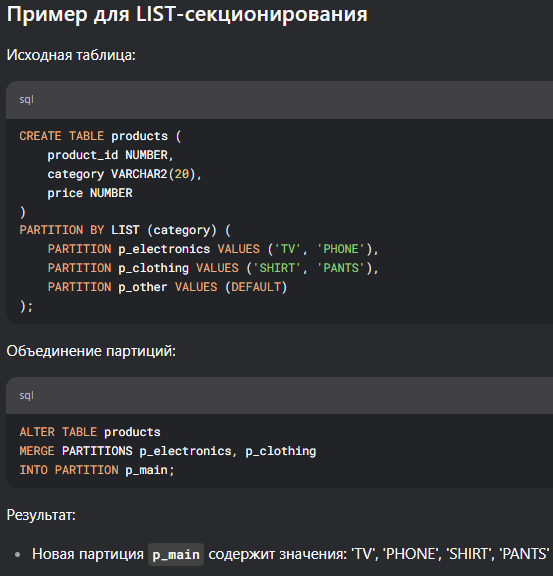 Пример для LIST-секционирования
Исходная таблица:
sql
CREATE TABLE products (
    product_id NUMBER,
    category VARCHAR2(20),
    price NUMBER
)
PARTITION BY LIST (category) (
    PARTITION p_electronics VALUES ('TV', 'PHONE'),
    PARTITION p_clothing VALUES ('SHIRT', 'PANTS'),
    PARTITION p_other VALUES (DEFAULT)
);
Объединение партиций:
sql
ALTER TABLE products
MERGE PARTITIONS p_electronics, p_clothing
INTO PARTITION p_main;
Результат:
• Новая партиция p_main содержит значения: 'TV', 'PHONE', 'SHIRT', 'PANTS'